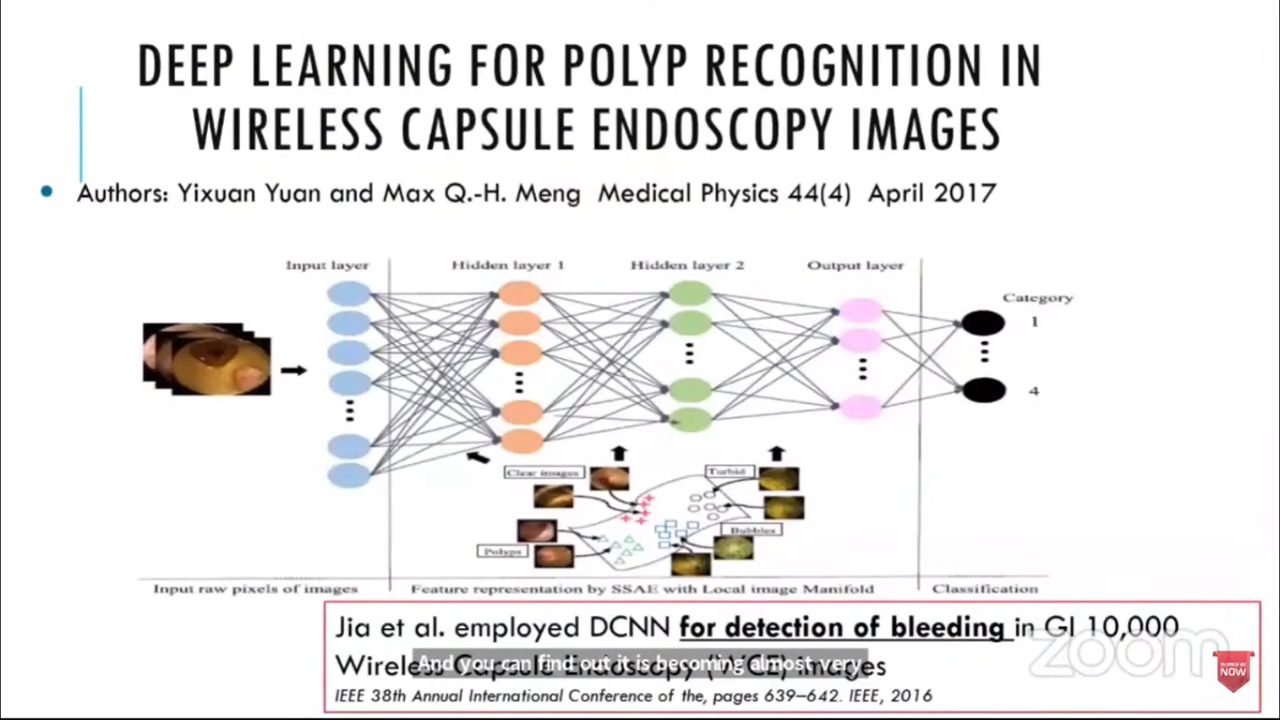 DEEP LEARNING FOR POLYP RECOGNITION IN
WIRELESS CAPSULE ENDOSCOPY IMAGES
Authors: Yixuan Yuan and Max Q.-H. Meng Medical Physics 44(4) April 2017
Input layer
Hidden layer 1
Hidden layer 2
Output layer
Category
1
4
Clear images
Turbid
Bubbles
Polyps
Input raw pixels of images
Feature representation by SSAE with Local image Manifold
Classification
Jia et al. employed DCNN for detection of bleeding in GI 10,000
Wireless Capsule Endoscopy (WCE) images
And you can find out it is becoming almost very
IEEE 38th Annual International Conference of the, pages 639–642. IEEE, 2016
zoom
NOW